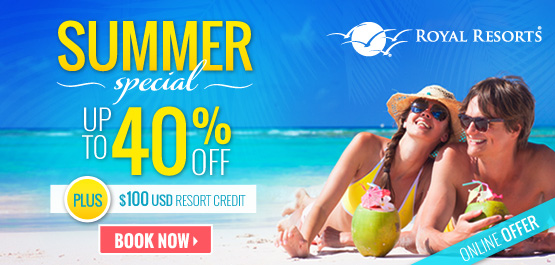 SUMMER
special
UP TO 40% OFF
PLUS $100 USD RESORT CREDIT
BOOK NOW
ROYAL RESORTS®
ONLINE OFFER